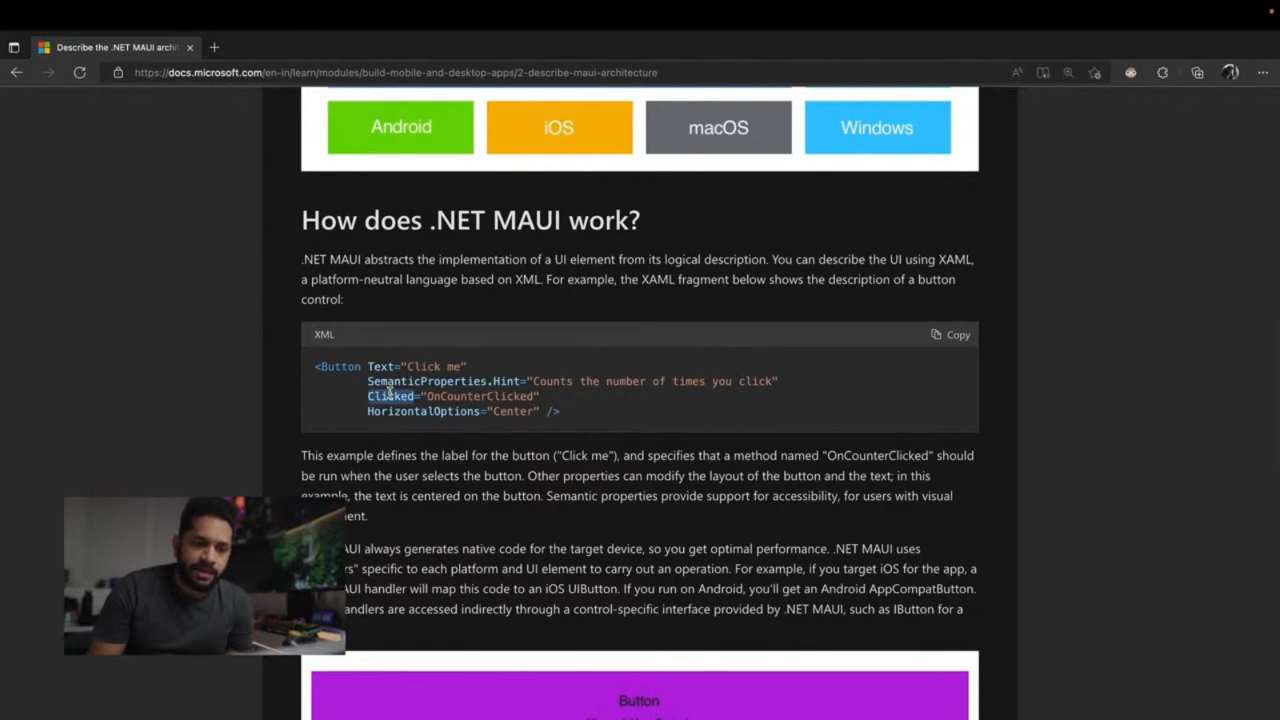 Describe the .NET MAUI archi
https://docs.microsoft.com/en-in/learn/modules/build-mobile-and-desktop-apps/2-describe-maui-architecture
Android
iOS
macOS
Windows
How does .NET MAUI work?
.NET MAUI abstracts the implementation of a UI element from its logical description. You can describe the UI using XAML,
a platform-neutral language based on XML. For example, the XAML fragment below shows the description of a button
control:
XML
Copy
<Button Text="Click me"
SemanticProperties.Hint="Counts the number of times you click"
Clicked="OnCounterClicked"
HorizontalOptions="Center" />
This example defines the label for the button ("Click me"), and specifies that a method named "OnCounterClicked" should
be run when the user selects the button. Other properties can modify the layout of the button and the text; in this
example, the text is centered on the button. Semantic properties provide support for accessibility, for users with visual
ent.
UI always generates native code for the target device, so you get optimal performance. .NET MAUI uses
rs" specific to each platform and UI element to carry out an operation. For example, if you target iOS for the app, a
UI handler will map this code to an iOS UIButton. If you run on Android, you'll get an Android AppCompatButton.
andlers are accessed indirectly through a control-specific interface provided by .NET MAUI, such as IButton for a
Button